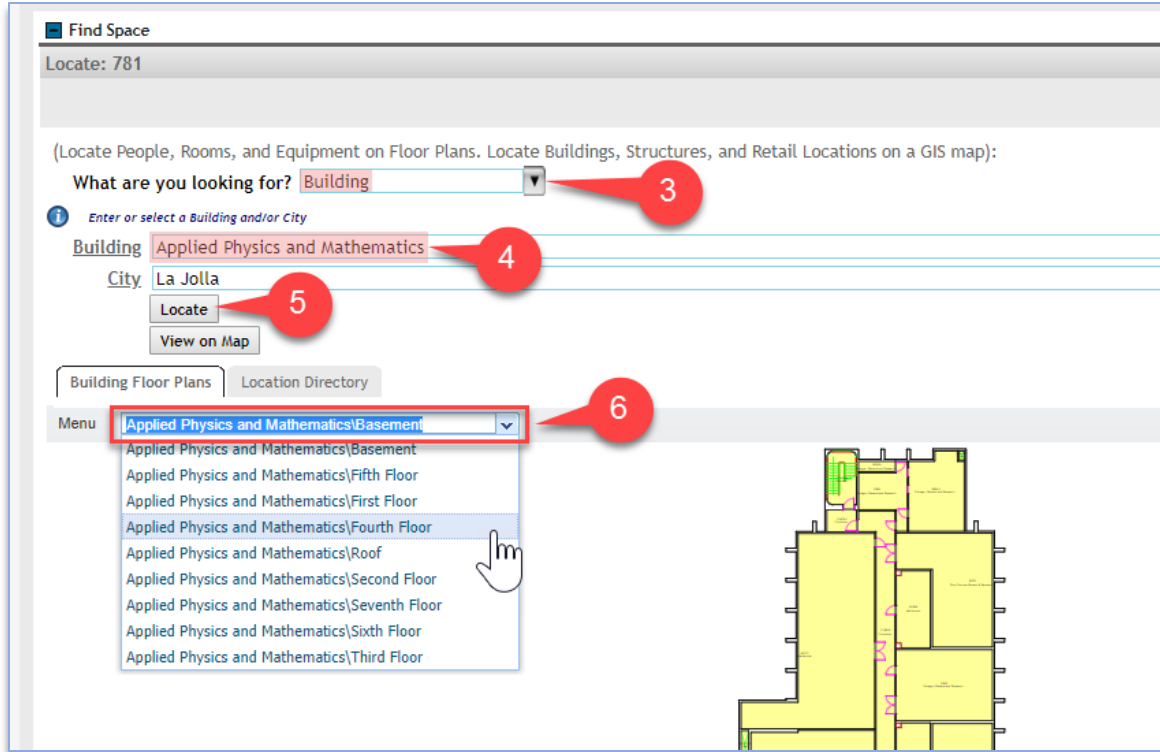 Find Space
Locate: 781
(Locate People, Rooms, and Equipment on Floor Plans. Locate Buildings, Structures, and Retail Locations on a GIS map):
What are you looking for? Building
3
Enter or select a Building and/or City
Building Applied Physics and Mathematics
4
City La Jolla
Locate
5
View on Map
Building Floor Plans Location Directory
6
Menu Applied Physics and Mathematics\Basement
Applied Physics and Mathematics\Basement
Applied Physics and Mathematics\Fifth Floor
Applied Physics and Mathematics\First Floor
Applied Physics and Mathematics\Fourth Floor
Applied Physics and Mathematics\Roof
Applied Physics and Mathematics\Second Floor
Applied Physics and Mathematics\Seventh Floor
Applied Physics and Mathematics\Sixth Floor
Applied Physics and Mathematics\Third Floor